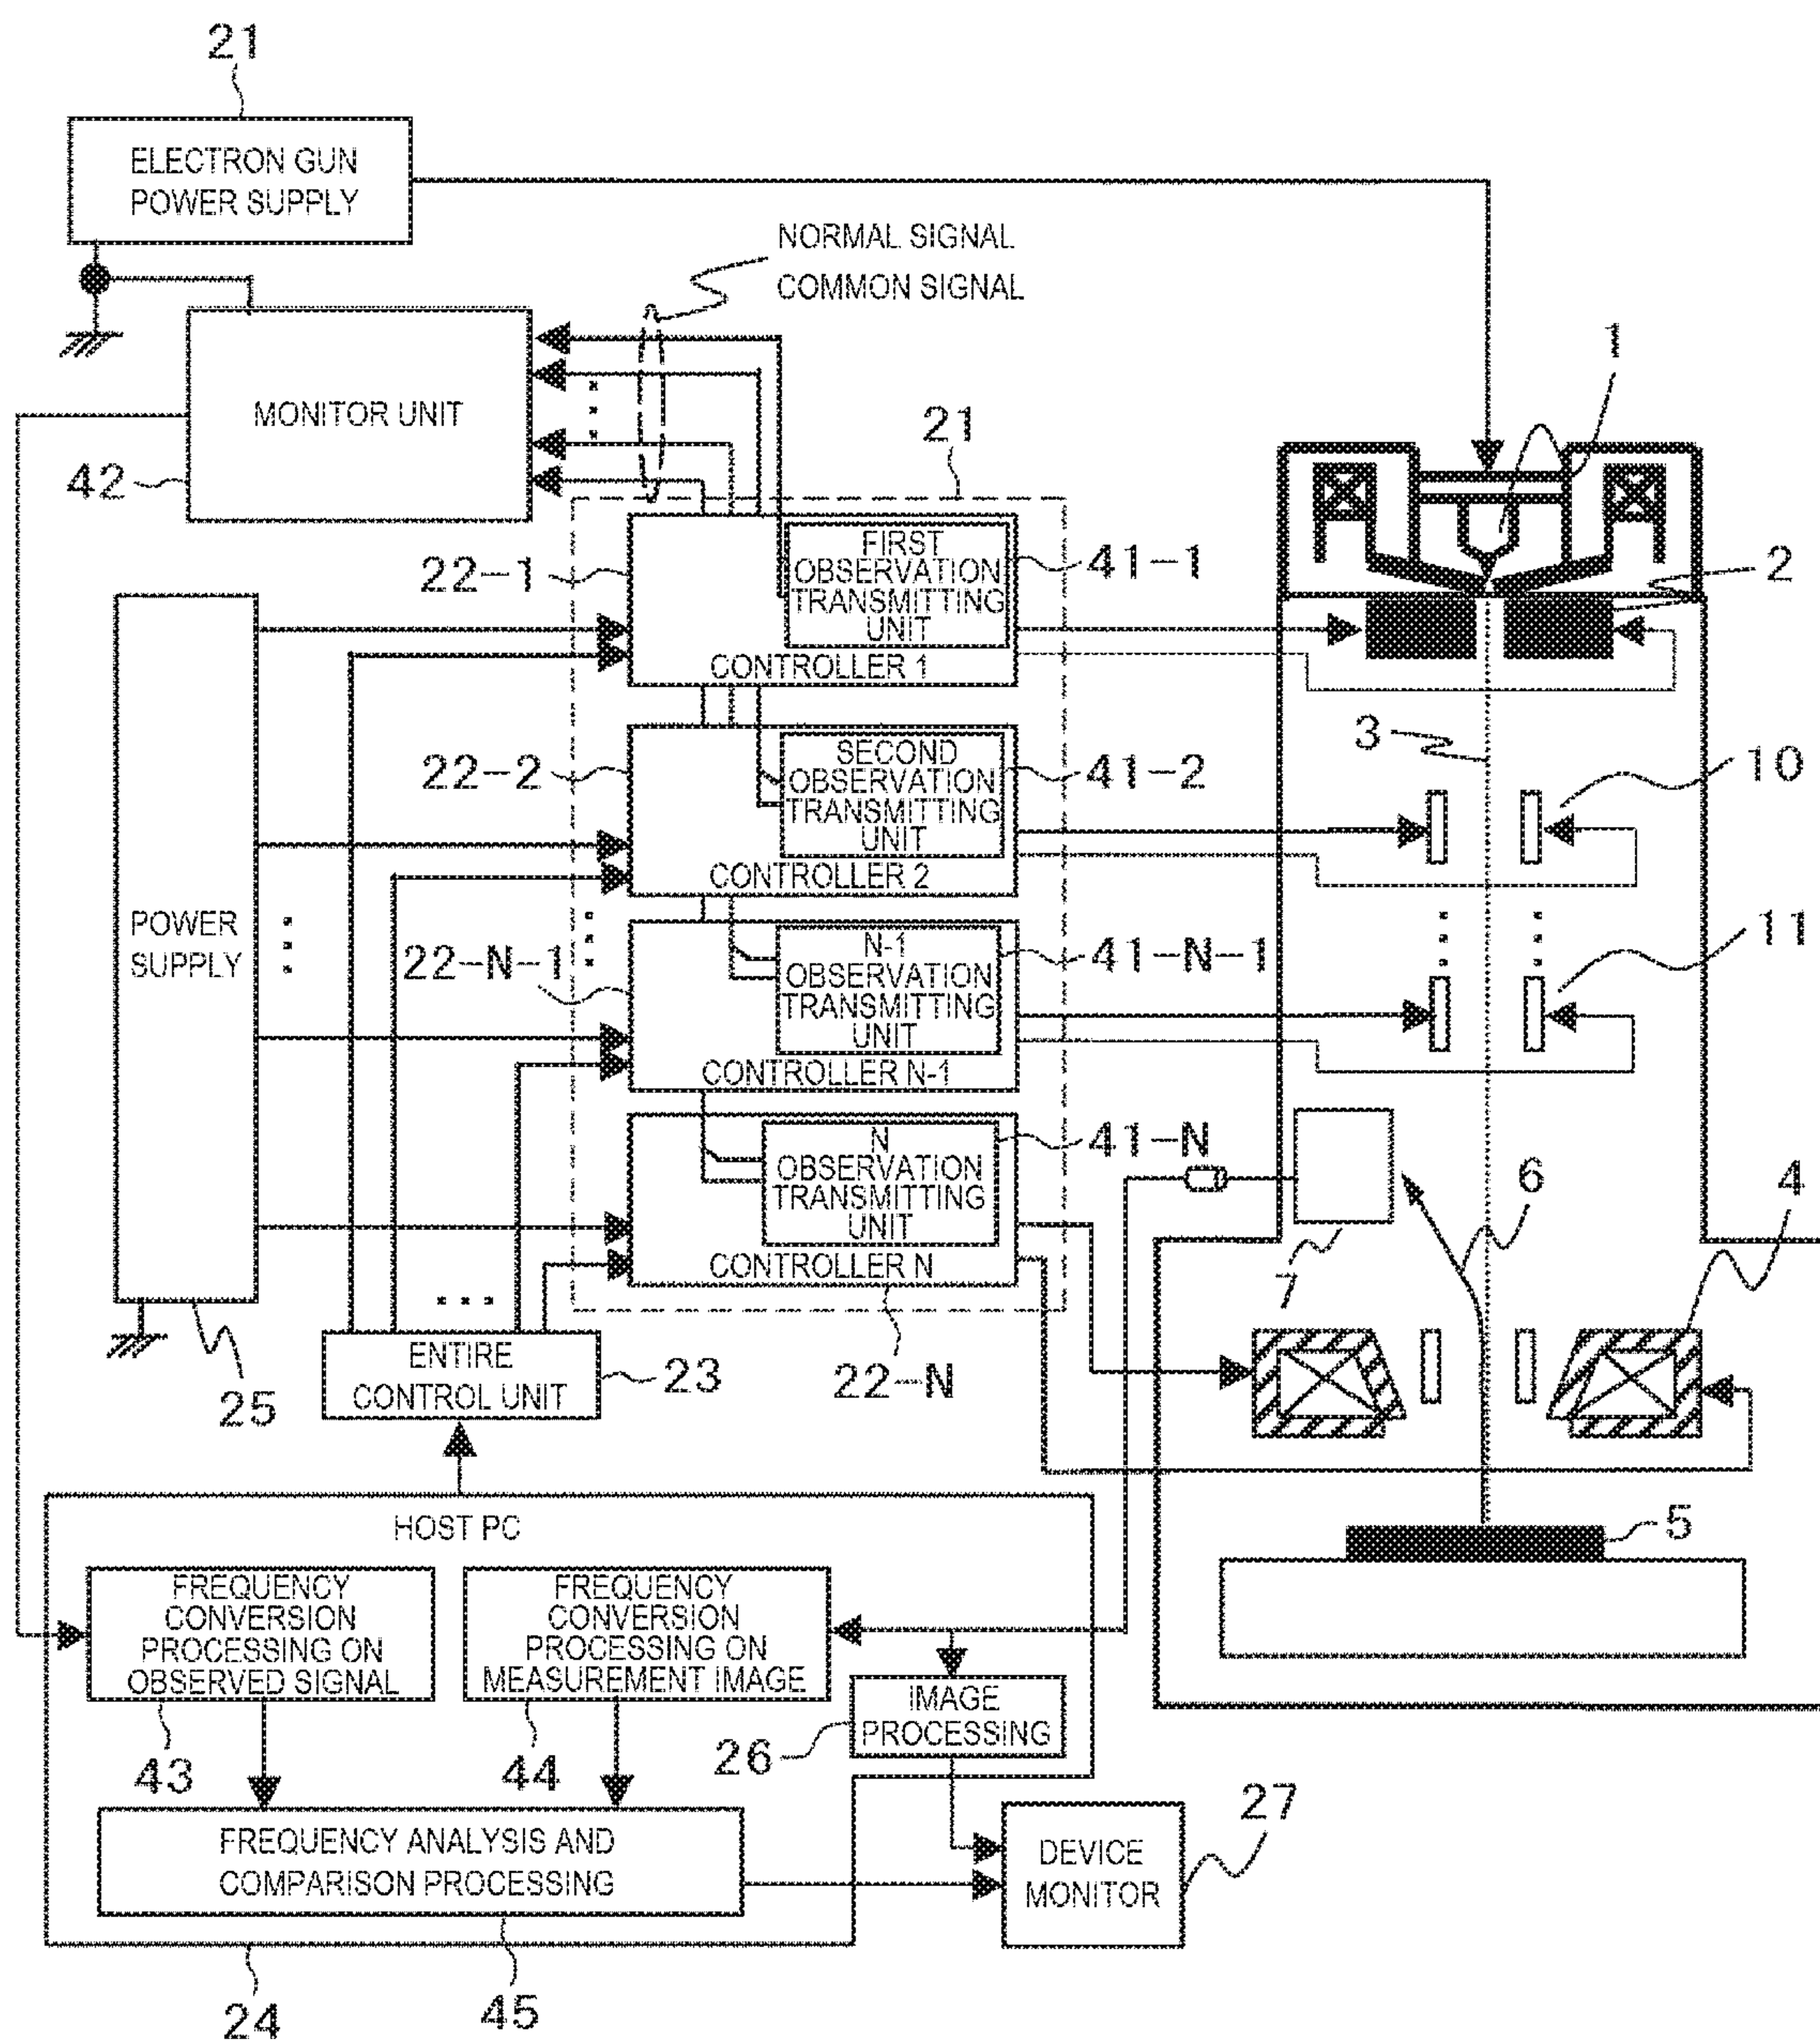 21
ELECTRON GUN
POWER SUPPLY
NORMAL SIGNAL
COMMON SIGNAL
MONITOR UNIT
42
21
1
2
22-1
FIRST
OBSERVATION
TRANSMITTING
UNIT
41-1
CONTROLLER 1
3
22-2
SECOND
OBSERVATION
TRANSMITTING
UNIT
41-2
CONTROLLER 2
10
POWER
SUPPLY
22-N-1
N-1
OBSERVATION
TRANSMITTING
UNIT
41-N-1
CONTROLLER N-1
11
N
OBSERVATION
TRANSMITTING
UNIT
41-N
CONTROLLER N
6
4
7
25
ENTIRE
CONTROL UNIT
23
22-N
HOST PC
5
FREQUENCY
CONVERSION
PROCESSING ON
OBSERVED SIGNAL
FREQUENCY
CONVERSION
PROCESSING ON
MEASUREMENT IMAGE
IMAGE
PROCESSING
43
44
26
FREQUENCY ANALYSIS AND
COMPARISON PROCESSING
DEVICE
MONITOR
27
24
45